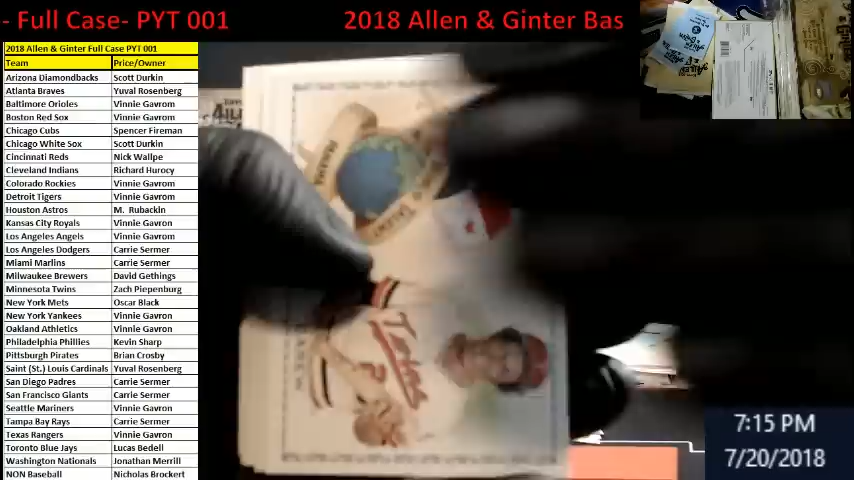 - Full Case- PYT 001
2018 Allen & Ginter Bas
2018 Allen & Ginter Full Case PYT 001
Team Price/Owner
Arizona Diamondbacks Scott Durkin
Atlanta Braves Yuval Rosenberg
Baltimore Orioles Vinnie Gavrom
Boston Red Sox Vinnie Gavrom
Chicago Cubs Spencer Fireman
Chicago White Sox Scott Durkin
Cincinnati Reds Nick Wallpe
Cleveland Indians Richard Hurocy
Colorado Rockies Vinnie Gavrom
Detroit Tigers Vinnie Gavrom
Houston Astros M. Rubackin
Kansas City Royals Vinnie Gavron
Los Angeles Angels Vinnie Gavrom
Los Angeles Dodgers Carrie Sermer
Miami Marlins Carrie Sermer
Milwaukee Brewers David Gethings
Minnesota Twins Zach Piepenburg
New York Mets Oscar Black
New York Yankees Vinnie Gavron
Oakland Athletics Vinnie Gavron
Philadelphia Phillies Kevin Sharp
Pittsburgh Pirates Brian Crosby
Saint (St.) Louis Cardinals Yuval Rosenberg
San Diego Padres Carrie Sermer
San Francisco Giants Carrie Sermer
Seattle Mariners Vinnie Gavron
Tampa Bay Rays Carrie Sermer
Texas Rangers Vinnie Gavron
Toronto Blue Jays Lucas Bedell
Washington Nationals Jonathan Merrill
NON Baseball Nicholas Brockert
Twins
7:15 PM
7/20/2018